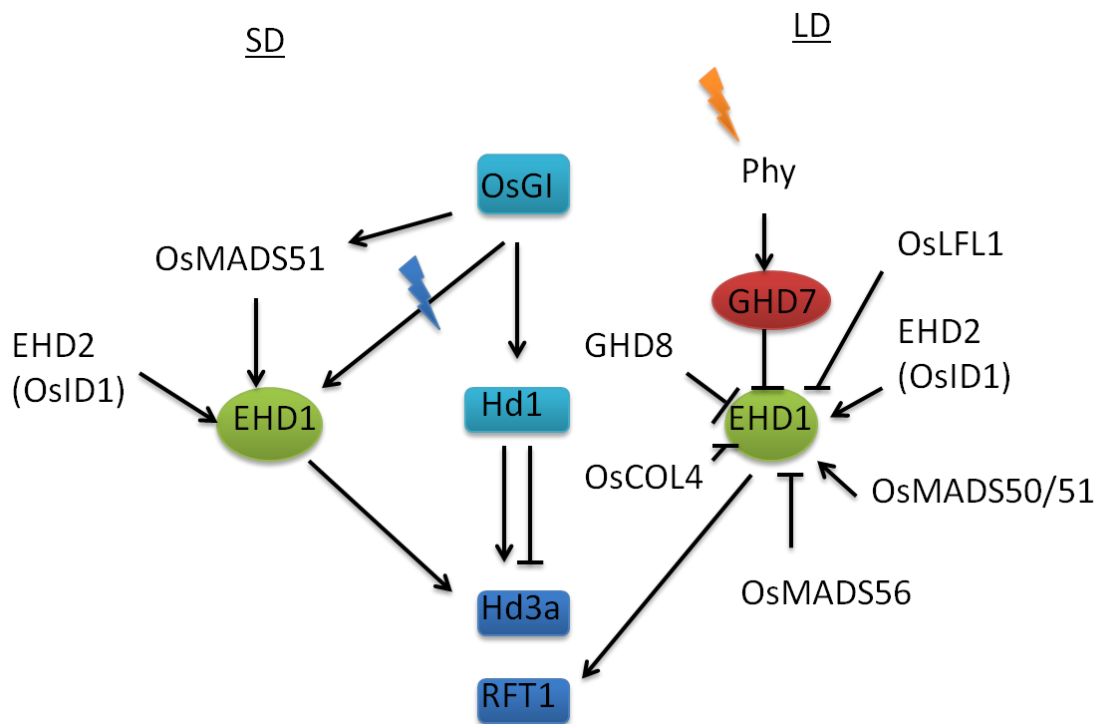 SD
LD
OsGI
Phy
OsMADS51
OsLFL1
GHD7
EHD2
(OsID1)
GHD8
EHD2
(OsID1)
EHD1
Hd1
EHD1
OsCOL4
OsMADS50/51
OsMADS56
Hd3a
RFT1